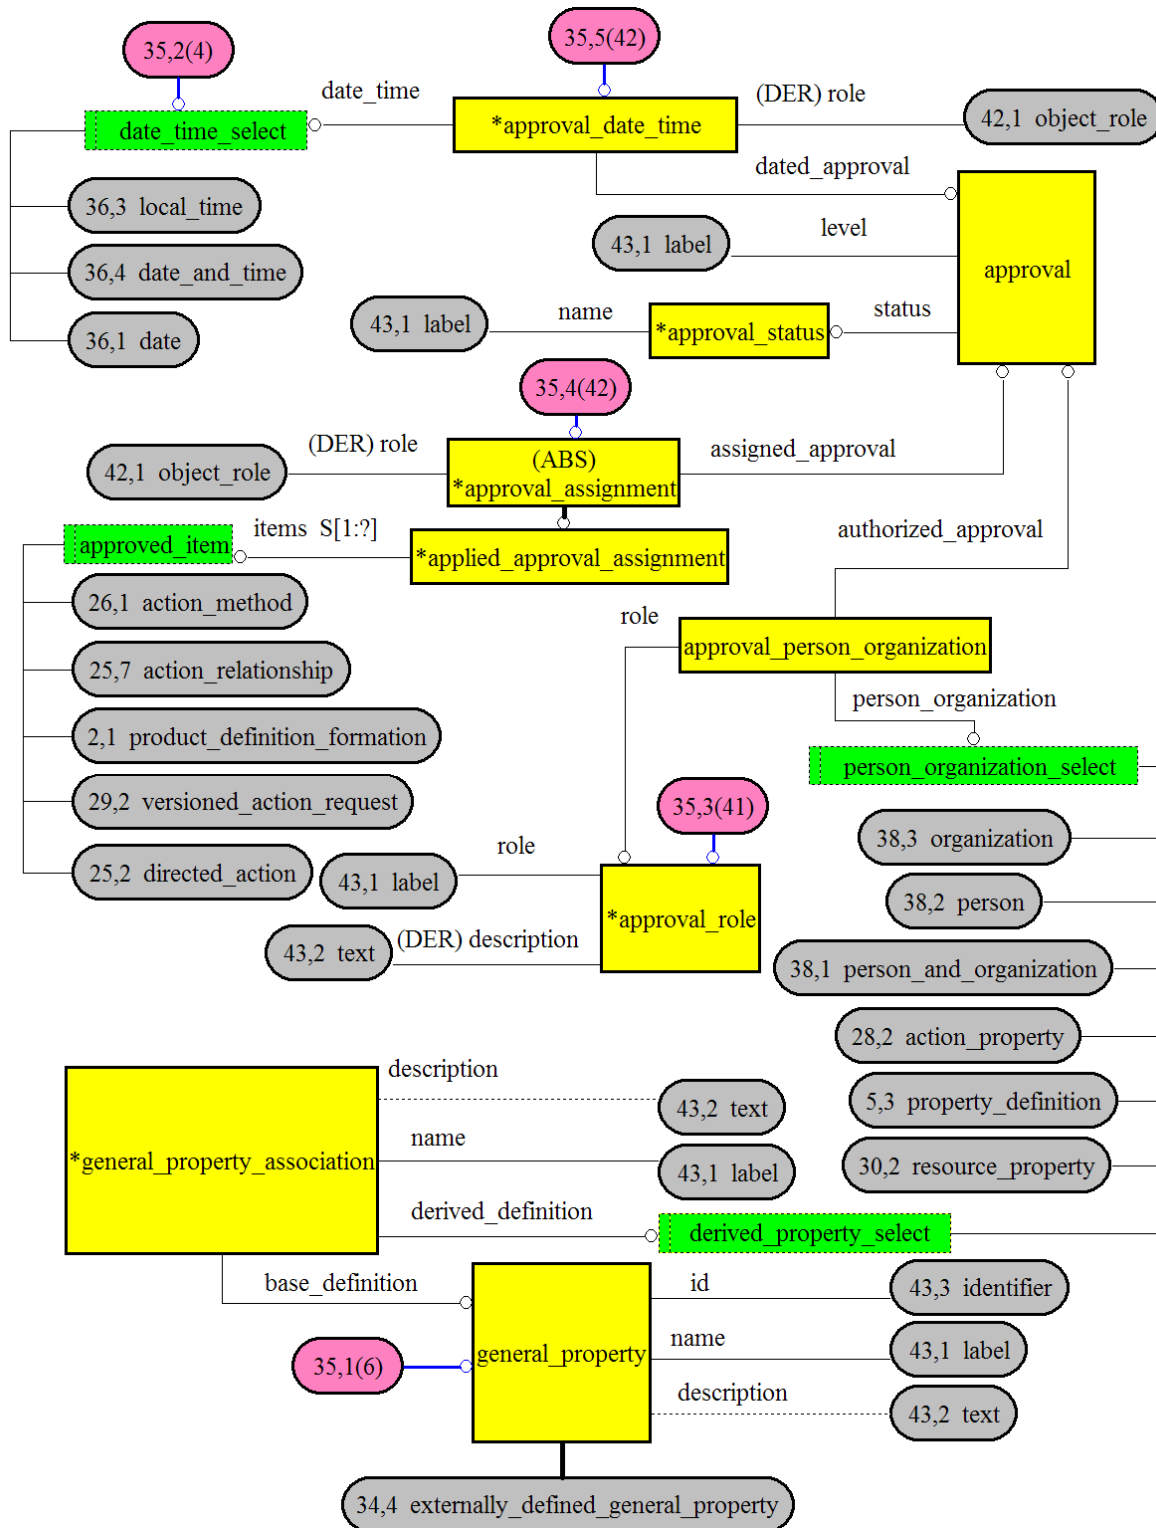 35,2(4)
35,5(42)
date_time
(DER) role
date_time_select
*approval_date_time
42,1 object_role
dated_approval
36,3 local_time
level
43,1 label
36,4 date_and_time
approval
name
status
43,1 label
*approval_status
36,1 date
35,4(42)
(DER) role
(ABS)
*approval_assignment
assigned_approval
42,1 object_role
items S[1:?]
authorized_approval
approved_item
*applied_approval_assignment
26,1 action_method
role
25,7 action_relationship
approval_person_organization
person_organization
2,1 product_definition_formation
person_organization_select
29,2 versioned_action_request
35,3(41)
38,3 organization
role
25,2 directed_action
43,1 label
38,2 person
*approval_role
(DER) description
43,2 text
38,1 person_and_organization
28,2 action_property
description
43,2 text
5,3 property_definition
name
*general_property_association
43,1 label
30,2 resource_property
derived_definition
derived_property_select
base_definition
id
43,3 identifier
name
general_property
43,1 label
35,1(6)
description
43,2 text
34,4 externally_defined_general_property